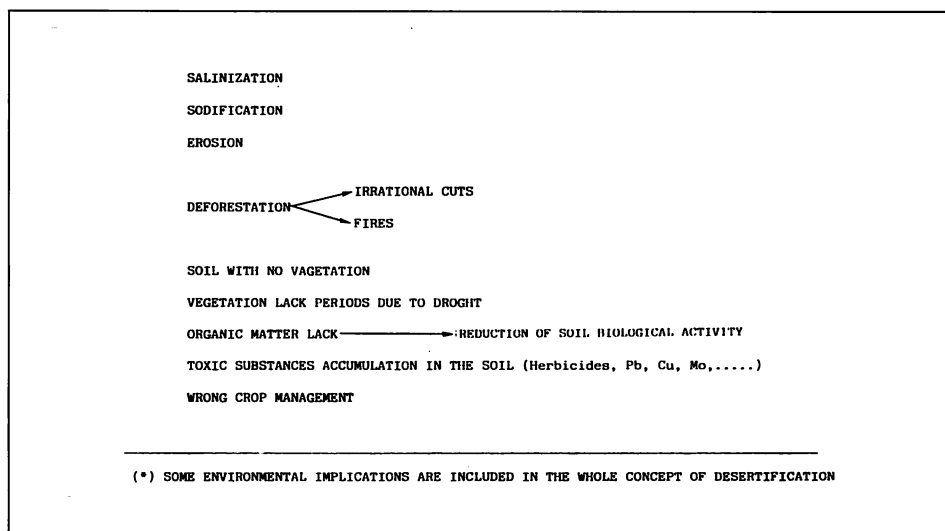 SALINIZATION
SODIFICATION
EROSION
IRRATIONAL CUTS
DEFORESTATION
FIRES
SOIL WITH NO VAGETATION
VEGETATION LACK PERIODS DUE TO DROGHT
ORGANIC MATTER LACK REDUCTION OF SOIL BIOLOGICAL ACTIVITY
TOXIC SUBSTANCES ACCUMULATION IN THE SOIL (Herbicides, Pb, Cu, Mo,.....)
WRONG CROP MANAGEMENT
(*) SOME ENVIRONMENTAL IMPLICATIONS ARE INCLUDED IN THE WHOLE CONCEPT OF DESERTIFICATION